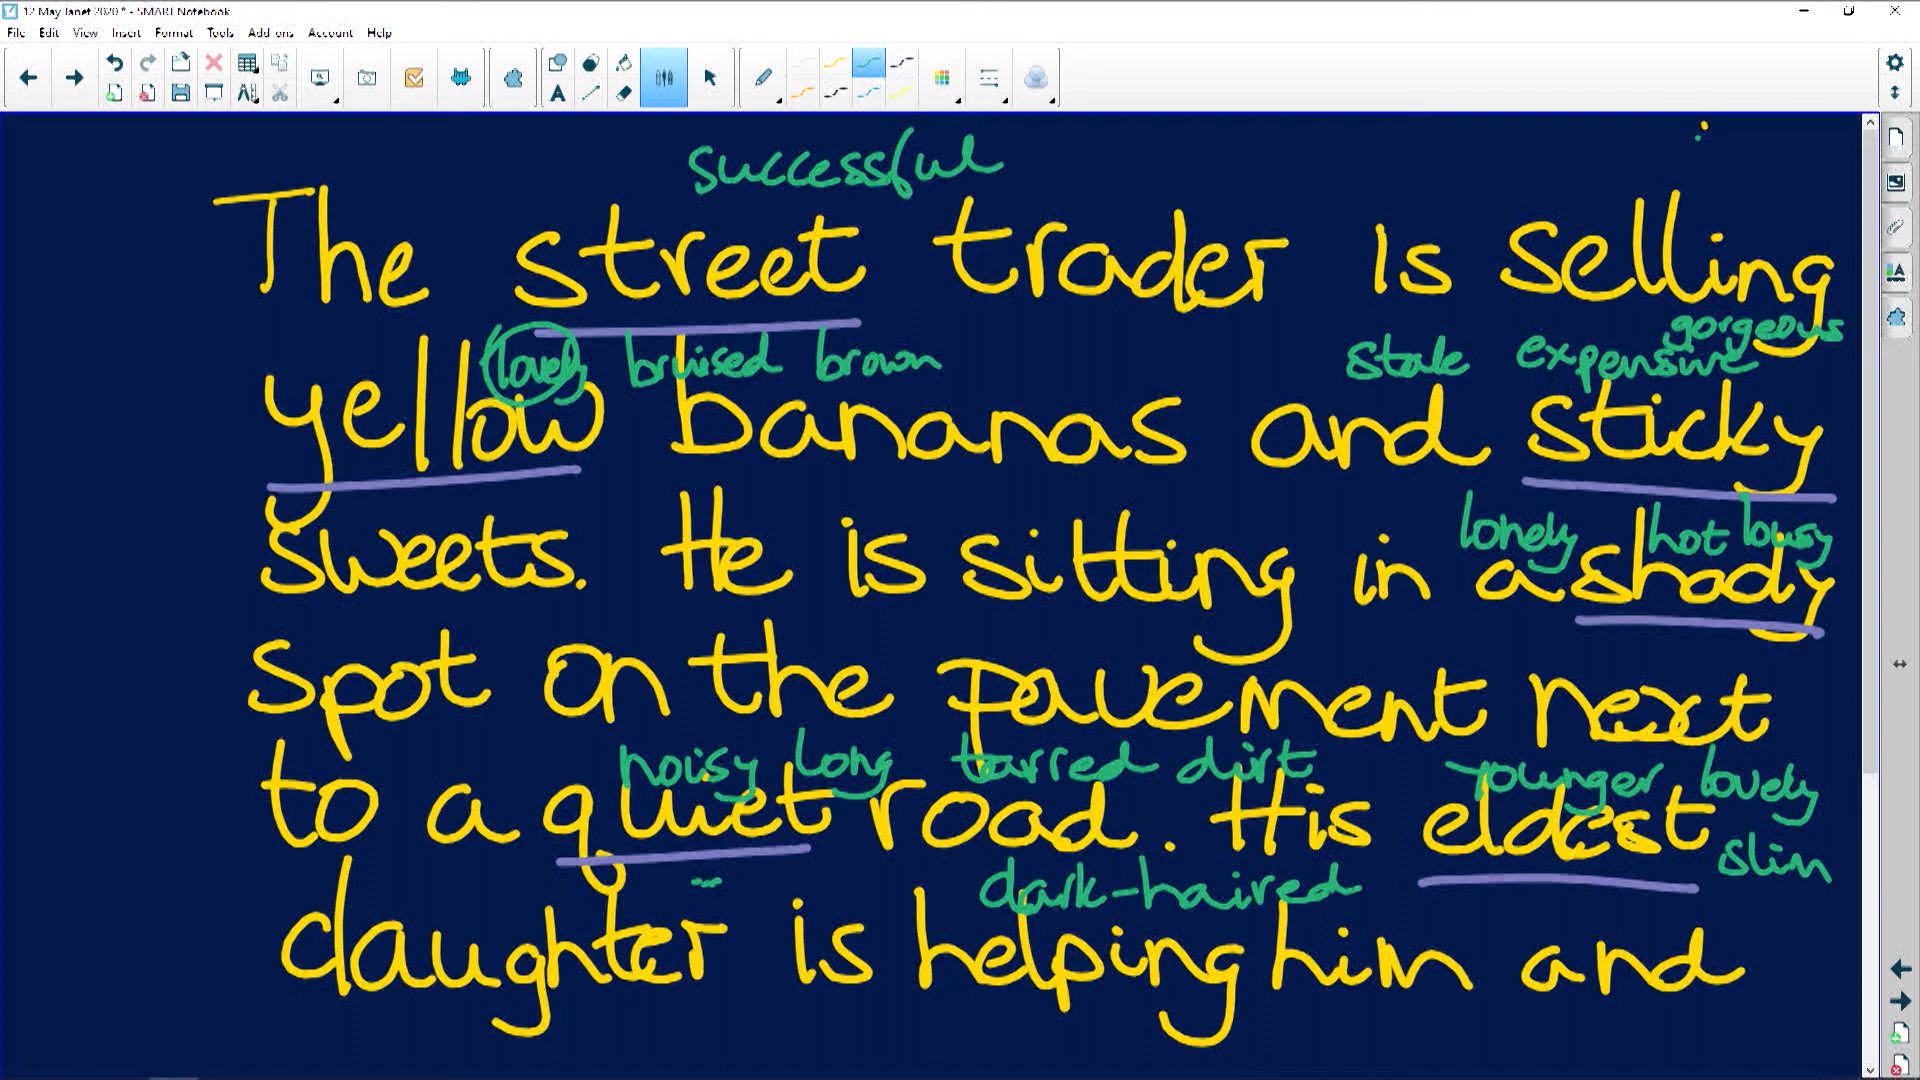 12 May Janet 2020 * - SMART Notebook
File Edit View Insert Format Tools Add-ons Account Help
successful
The street trader is selling
lovely bruised brown stale expensive gorgeous
yellow bananas and sticky
lonely hot lousy
sweets. He is sitting in a shady
spot on the pavement next
noisy long tarred dirt younger lovely
to a quiet road. His eldest
slim
dark-haired
daughter is helping him and